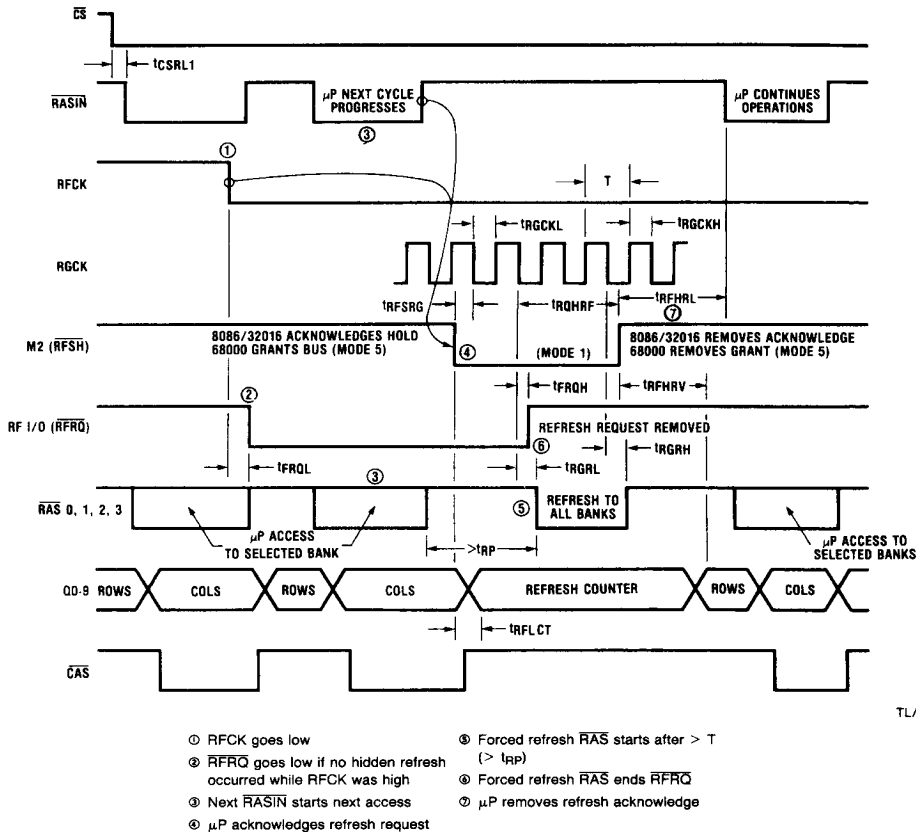 CS
tCSRL1
RASIN
μP NEXT CYCLE
PROGRESSES
μP CONTINUES
OPERATIONS
③
①
RFCK
T
tRGCKL
tRGCKH
RGCK
tRFSRG
tRQHRF
tRFHRL
⑦
M2 (RFSH)
8086/32016 ACKNOWLEDGES HOLD
68000 GRANTS BUS (MODE 5)
④
(MODE 1)
8086/32016 REMOVES ACKNOWLEDGE
68000 REMOVES GRANT (MODE 5)
tFRQH
tRFHRV
②
RF I/O (RFRQ)
REFRESH REQUEST REMOVED
⑥
tFRQL
③
tRGRL
tRGRH
RAS 0, 1, 2, 3
⑤
REFRESH TO
ALL BANKS
μP ACCESS
TO SELECTED BANK
>tRP
μP ACCESS TO
SELECTED BANKS
Q0-9 ROWS COLS ROWS COLS REFRESH COUNTER ROWS COLS
tRFLCT
CAS
TL/
① RFCK goes low
② RFRQ goes low if no hidden refresh
occurred while RFCK was high
③ Next RASIN starts next access
④ μP acknowledges refresh request
⑤ Forced refresh RAS starts after > T
(> tRP)
⑥ Forced refresh RAS ends RFRQ
⑦ μP removes refresh acknowledge